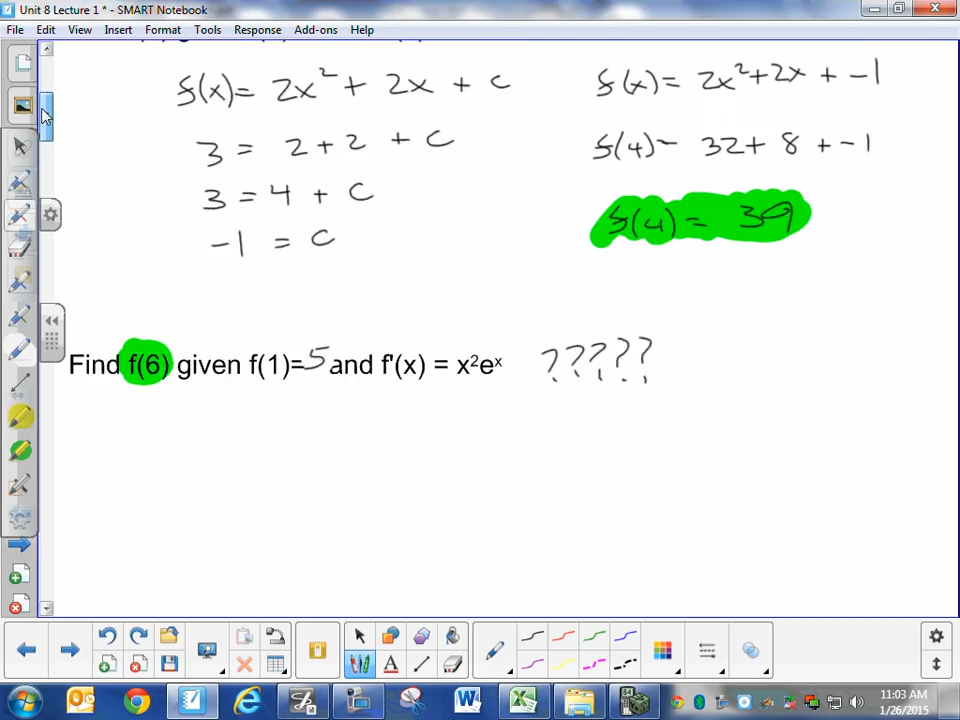 Unit 8 Lecture 1 * - SMART Notebook
File Edit View Insert Format Tools Response Add-ons Help
f(x) = 2x² + 2x + c
3 = 2 + 2 + c
3 = 4 + c
-1 = c
f(x) = 2x² + 2x + -1
f(4) = 32 + 8 + -1
f(4) = 39
Find f(6) given f(1)=5 and f'(x) = x²eˣ ?????
11:03 AM
1/26/2015